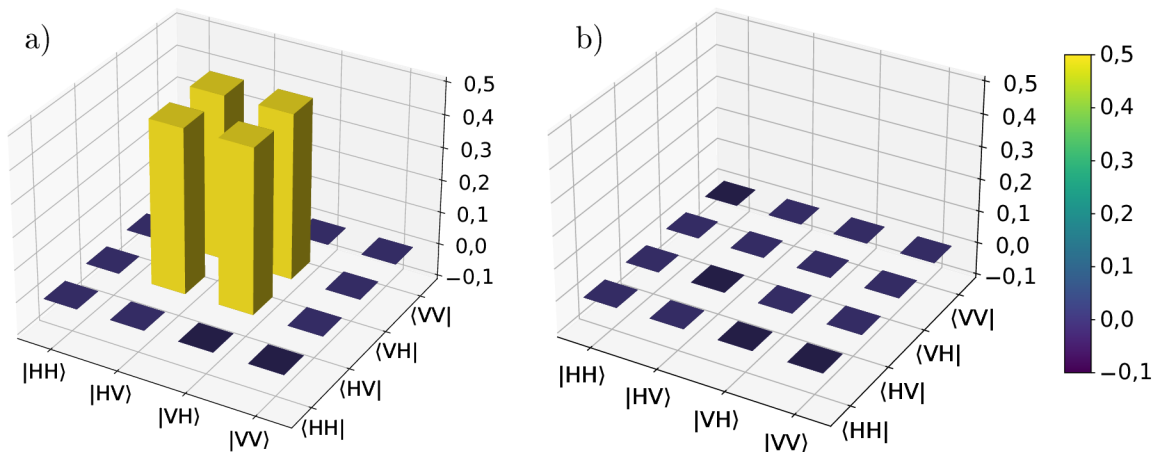 a)
0,5
0,4
0,3
0,2
0,1
0,0
−0,1
|HH⟩
|HV⟩
|VH⟩
|VV⟩
⟨HH|
⟨HV|
⟨VH|
⟨VV|
b)
0,5
0,4
0,3
0,2
0,1
0,0
−0,1
|HH⟩
|HV⟩
|VH⟩
|VV⟩
⟨HH|
⟨HV|
⟨VH|
⟨VV|
0,5
0,4
0,3
0,2
0,1
0,0
−0,1